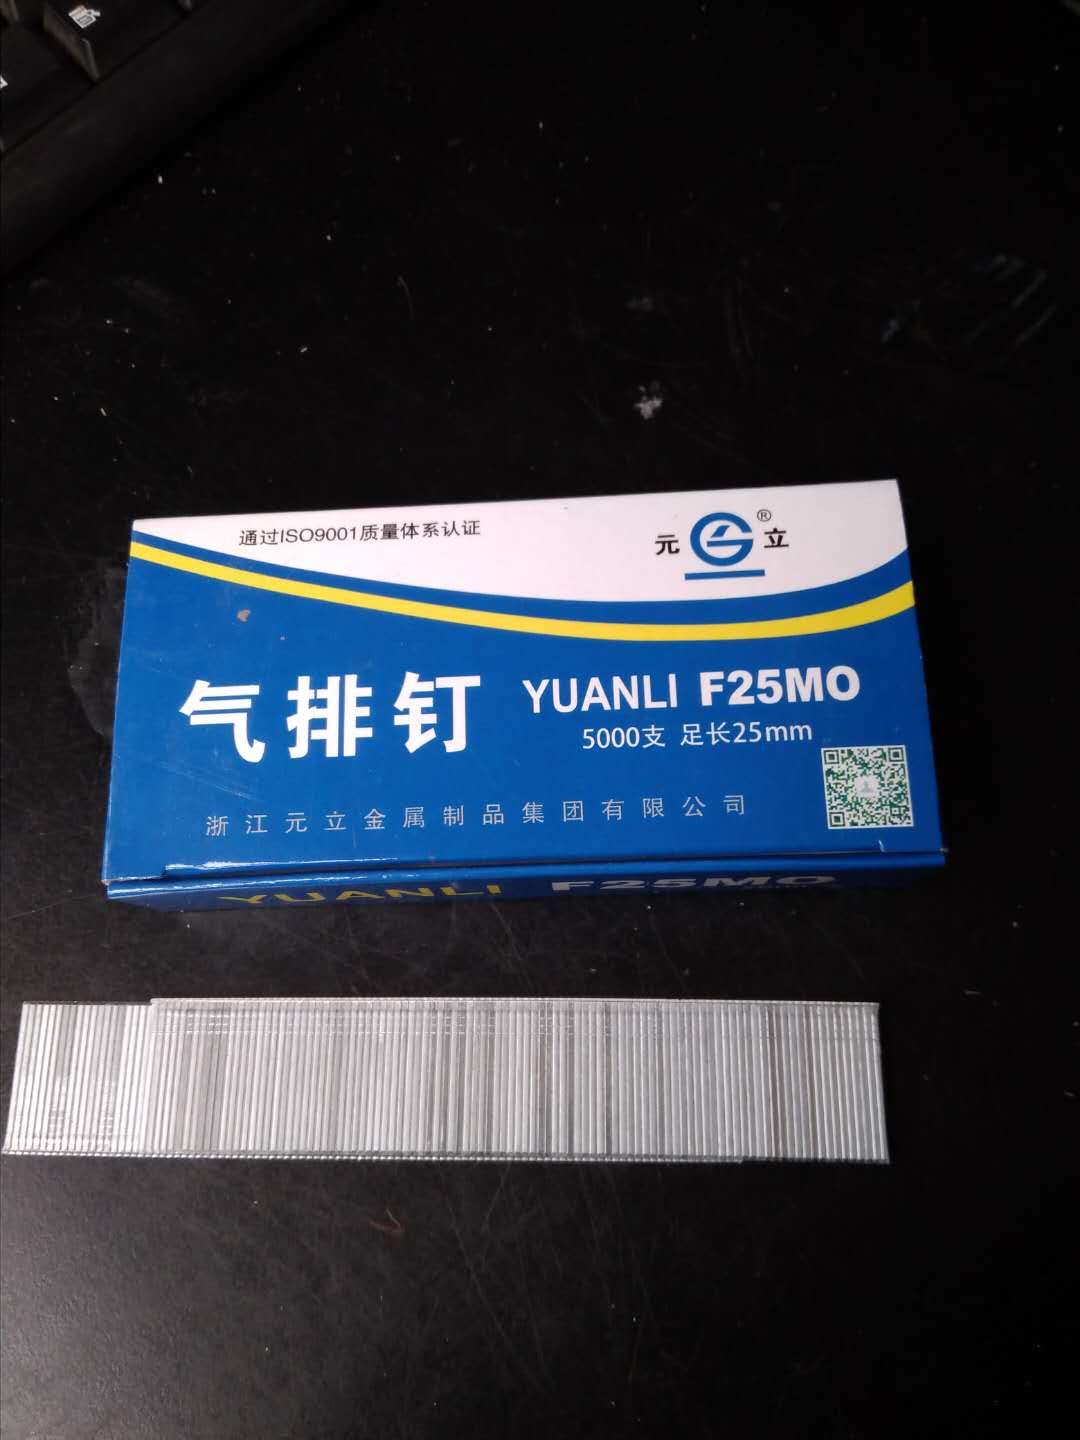 通过ISO9001质量体系认证
元 立 ®
气排钉
YUANLI F25MO
5000支 足长25mm
浙江元立金属制品集团有限公司
YUANLI F25MO